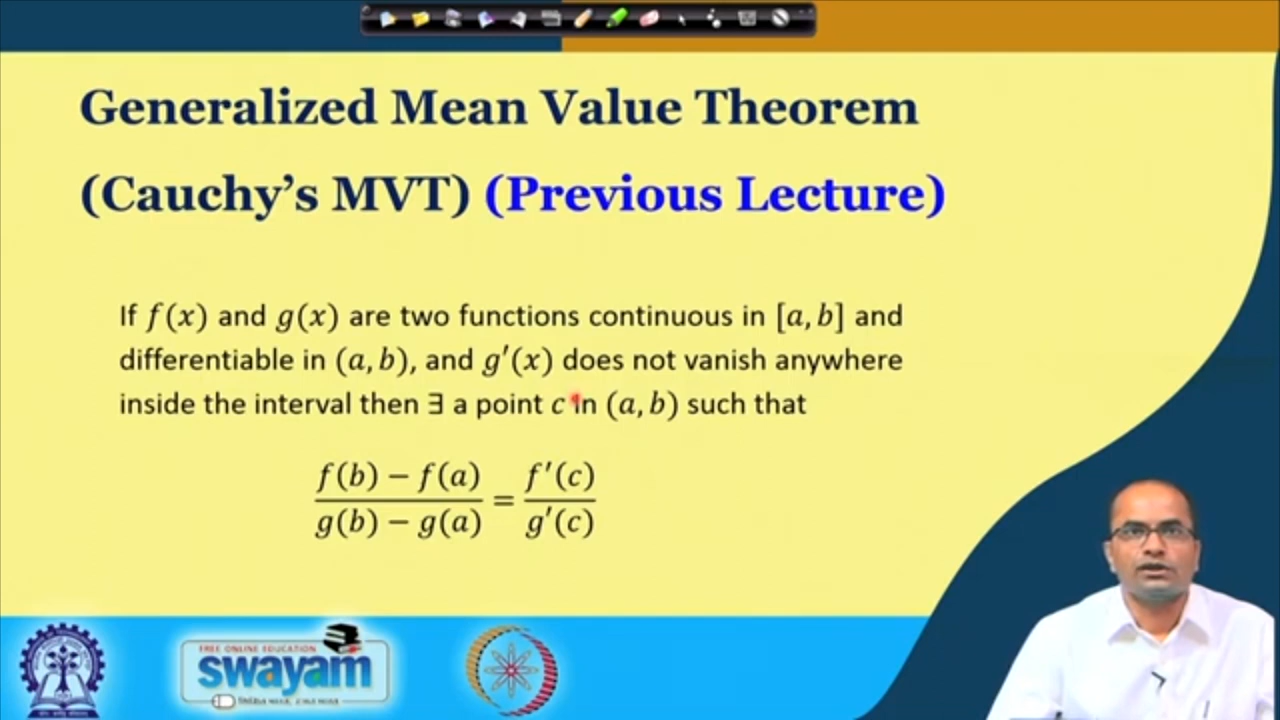 Generalized Mean Value Theorem
(Cauchy’s MVT) (Previous Lecture)
If f(x) and g(x) are two functions continuous in [a, b] and
differentiable in (a, b), and g′(x) does not vanish anywhere
inside the interval then ∃ a point c in (a, b) such that
f(b) − f(a) / g(b) − g(a) = f′(c) / g′(c)
FREE ONLINE EDUCATION
swayam